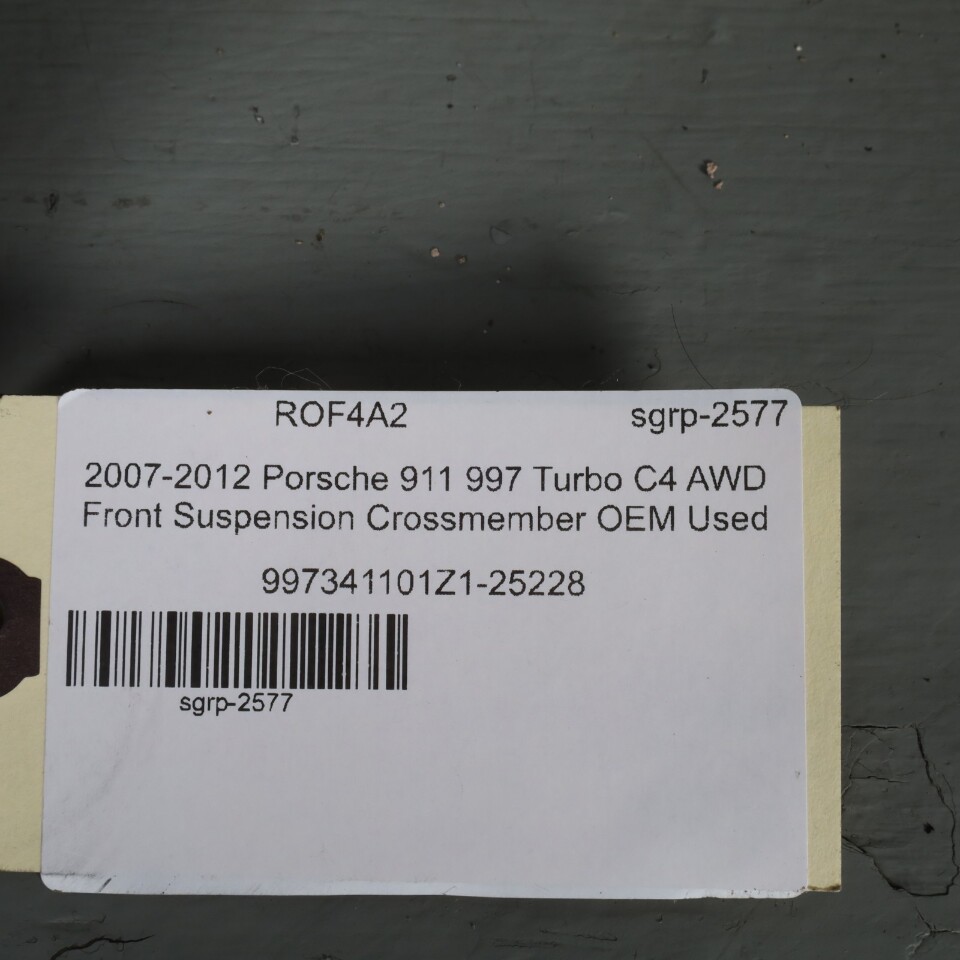 ROF4A2 sgrp-2577
2007-2012 Porsche 911 997 Turbo C4 AWD
Front Suspension Crossmember OEM Used
997341101Z1-25228
sgrp-2577